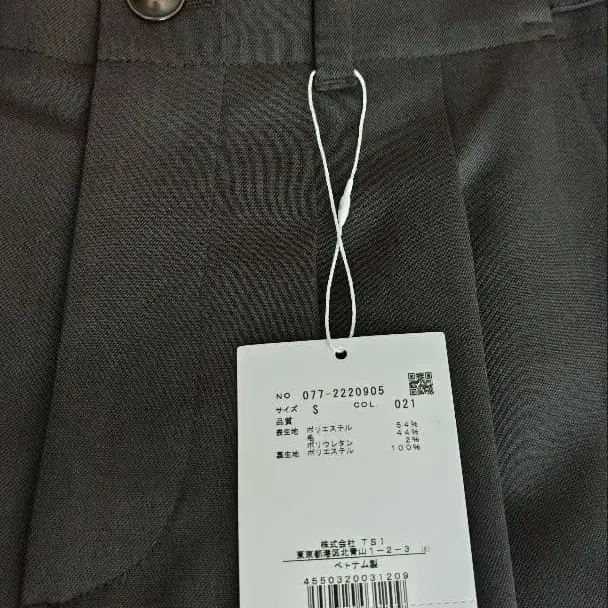 NO 077-2220905
サイズ S COL. 021
品質
表生地 ポリエステル 54%
毛 44%
ポリウレタン 2%
裏生地 ポリエステル 100%
株式会社 TSI
東京都港区北青山1-2-3
ベトナム製
4550320031209